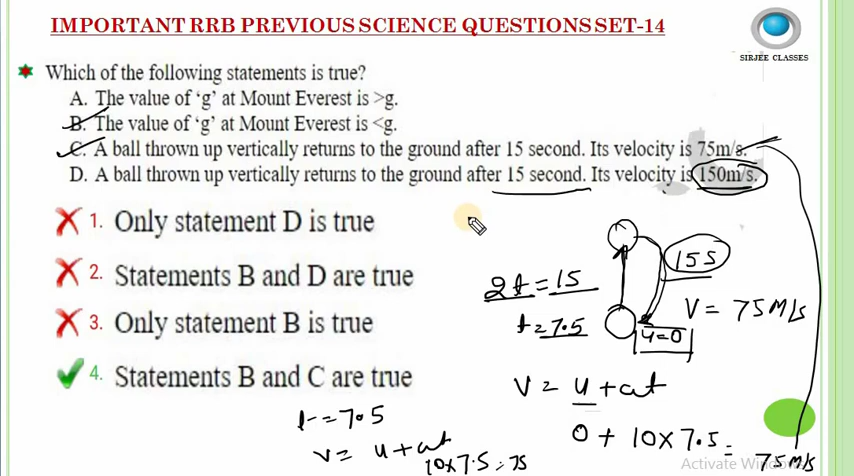 IMPORTANT RRB PREVIOUS SCIENCE QUESTIONS SET-14
SIRJEE CLASSES
Which of the following statements is true?
A. The value of ‘g’ at Mount Everest is >g.
B. The value of ‘g’ at Mount Everest is <g.
C. A ball thrown up vertically returns to the ground after 15 second. Its velocity is 75m/s.
D. A ball thrown up vertically returns to the ground after 15 second. Its velocity is 150m/s.
1. Only statement D is true
2. Statements B and D are true
3. Only statement B is true
4. Statements B and C are true
15 S
2t = 15
V = 75 M/s
t = 7.5
u=0
V = u + at
0 + 10 x 7.5 =
75 M/s
t = 7.5
V = u + at
10 x 7.5 = 75
Activate Windows